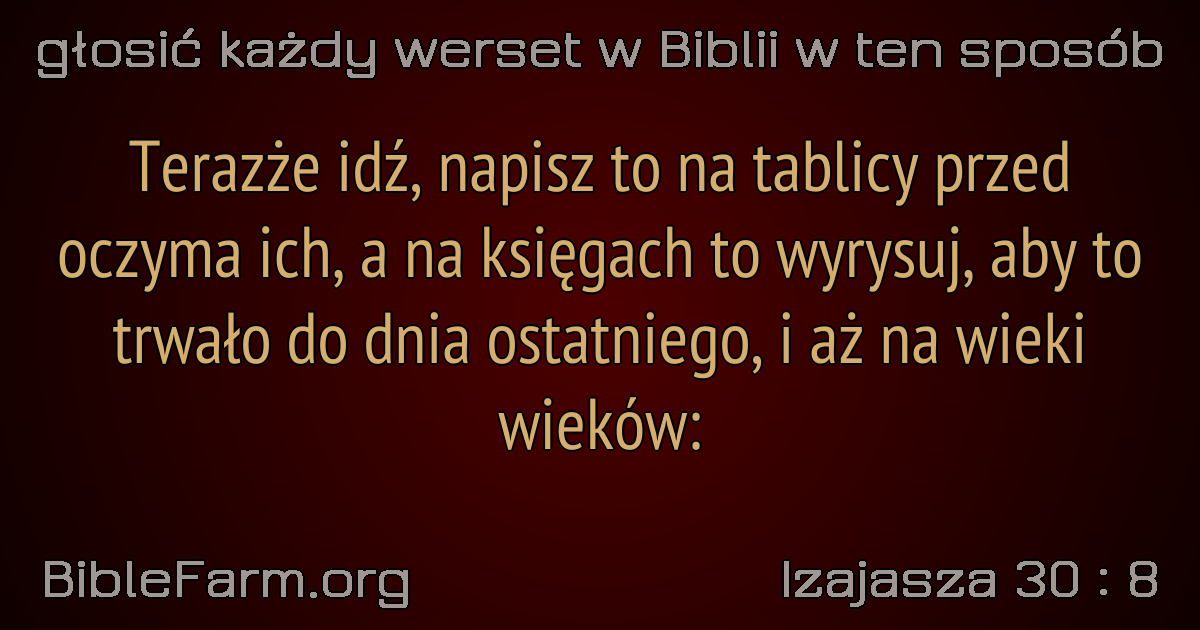 głosić każdy werset w Biblii w ten sposób
Terazże idź, napisz to na tablicy przed
oczyma ich, a na księgach to wyrysuj, aby to
trwało do dnia ostatniego, i aż na wieki
wieków:
BibleFarm.org
Izajasza 30 : 8